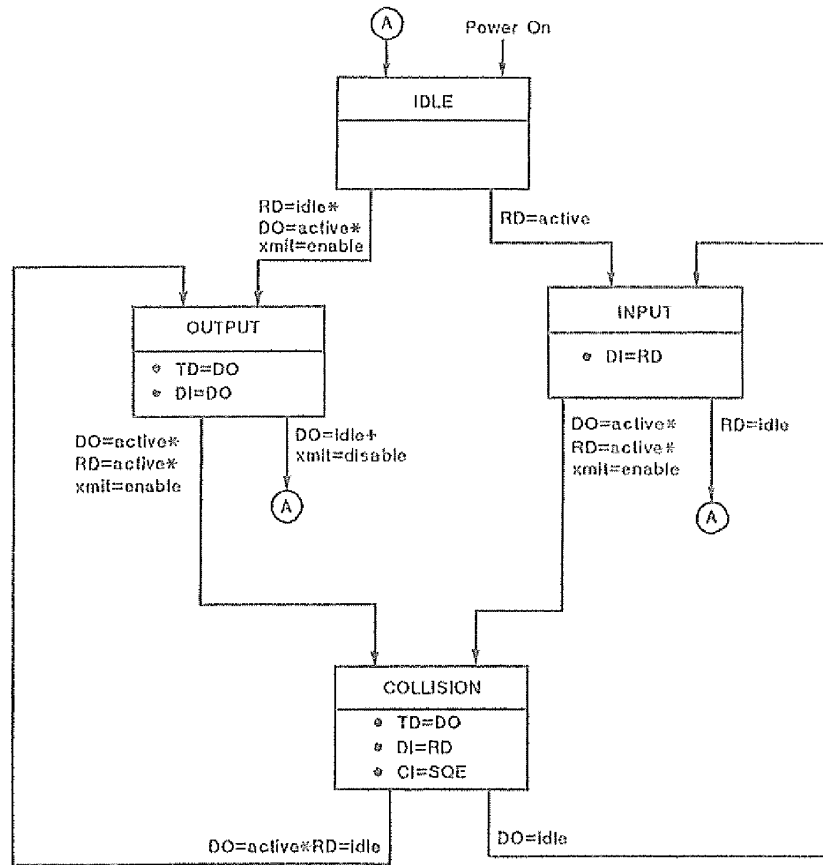 A
Power On
IDLE
RD=idle*
DO=active*
xmit=enable
RD=active
OUTPUT
• TD=DO
• DI=DO
INPUT
• DI=RD
DO=active*
RD=active*
xmit=enable
DO=idle+
xmit=disable
A
DO=active*
RD=active*
xmit=enable
RD=idle
A
COLLISION
• TD=DO
• DI=RD
• CI=SQE
DO=active*RD=idle
DO=idle